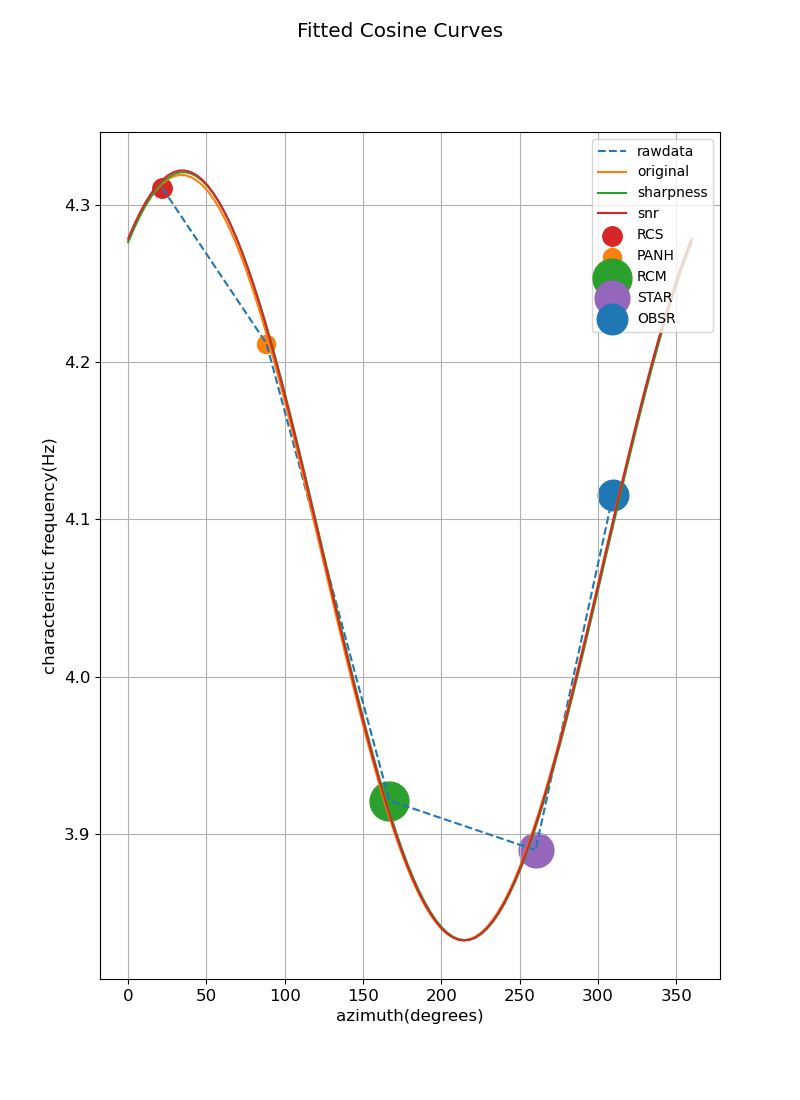 Fitted Cosine Curves
rawdata
original
sharpness
snr
RCS
PANH
RCM
STAR
OBSR
4.3
4.2
4.1
4.0
3.9
characteristic frequency(Hz)
0 50 100 150 200 250 300 350
azimuth(degrees)